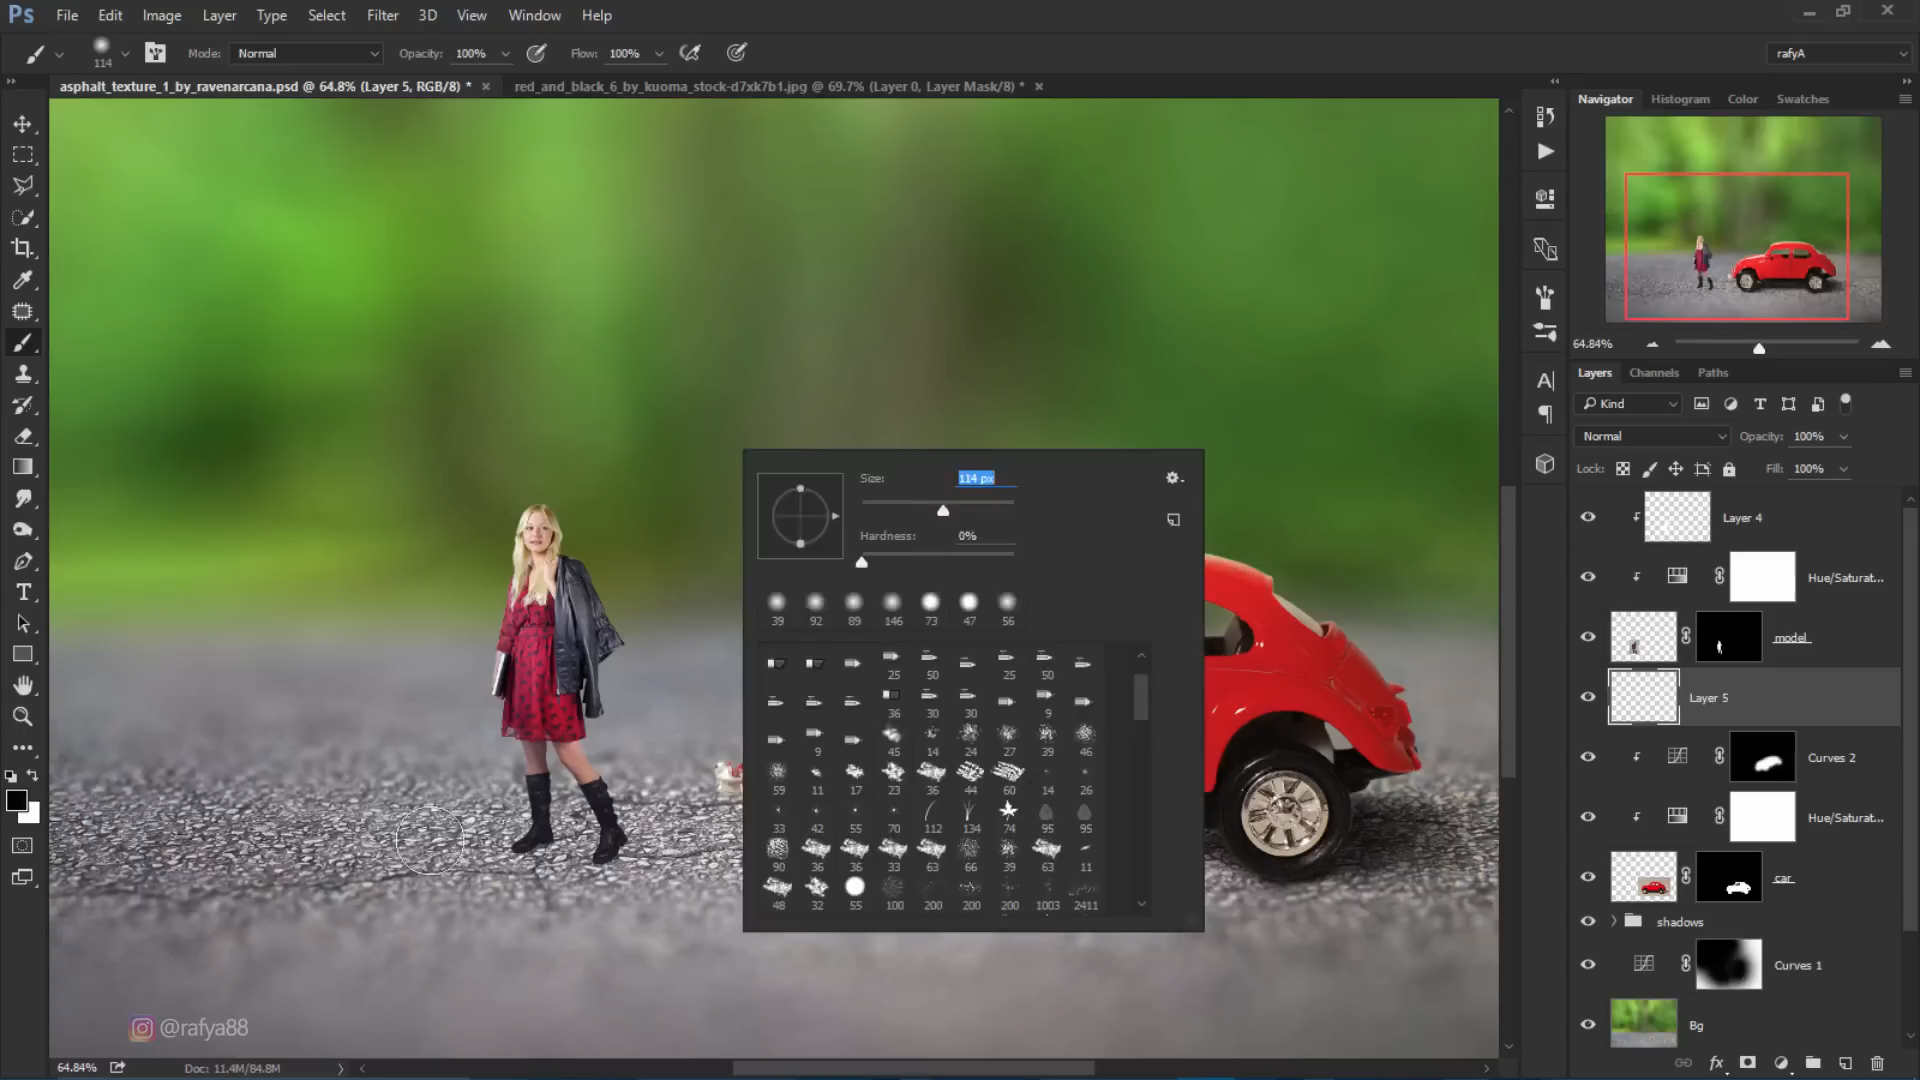 Ps File Edit Image Layer Type Select Filter 3D View Window Help
114 Mode: Normal Opacity: 100% Flow: 100% rafyA
asphalt_texture_1_by_ravenarcana.psd @ 64.8% (Layer 5, RGB/8) * × red_and_black_6_by_kuoma_stock-d7xk7b1.jpg @ 69.7% (Layer 0, Layer Mask/8) * ×
Navigator Histogram Color Swatches
64.84%
Layers Channels Paths
Kind
Normal Opacity: 100%
Lock: Fill: 100%
Layer 4
Hue/Saturat...
model
Layer 5
Curves 2
Hue/Saturat...
car
shadows
Curves 1
Bg
Size: 114 px
Hardness: 0%
39 92 89 146 73 47 56
25 50 25 50
36 30 30 9
9 45 14 24 27 39 46
59 11 17 23 36 44 60 14 26
33 42 55 70 112 134 74 95 95
90 36 36 33 63 66 39 63 11
48 32 55 100 200 200 200 1003 2411
@rafya88
64.84% Doc: 11.4M/84.8M